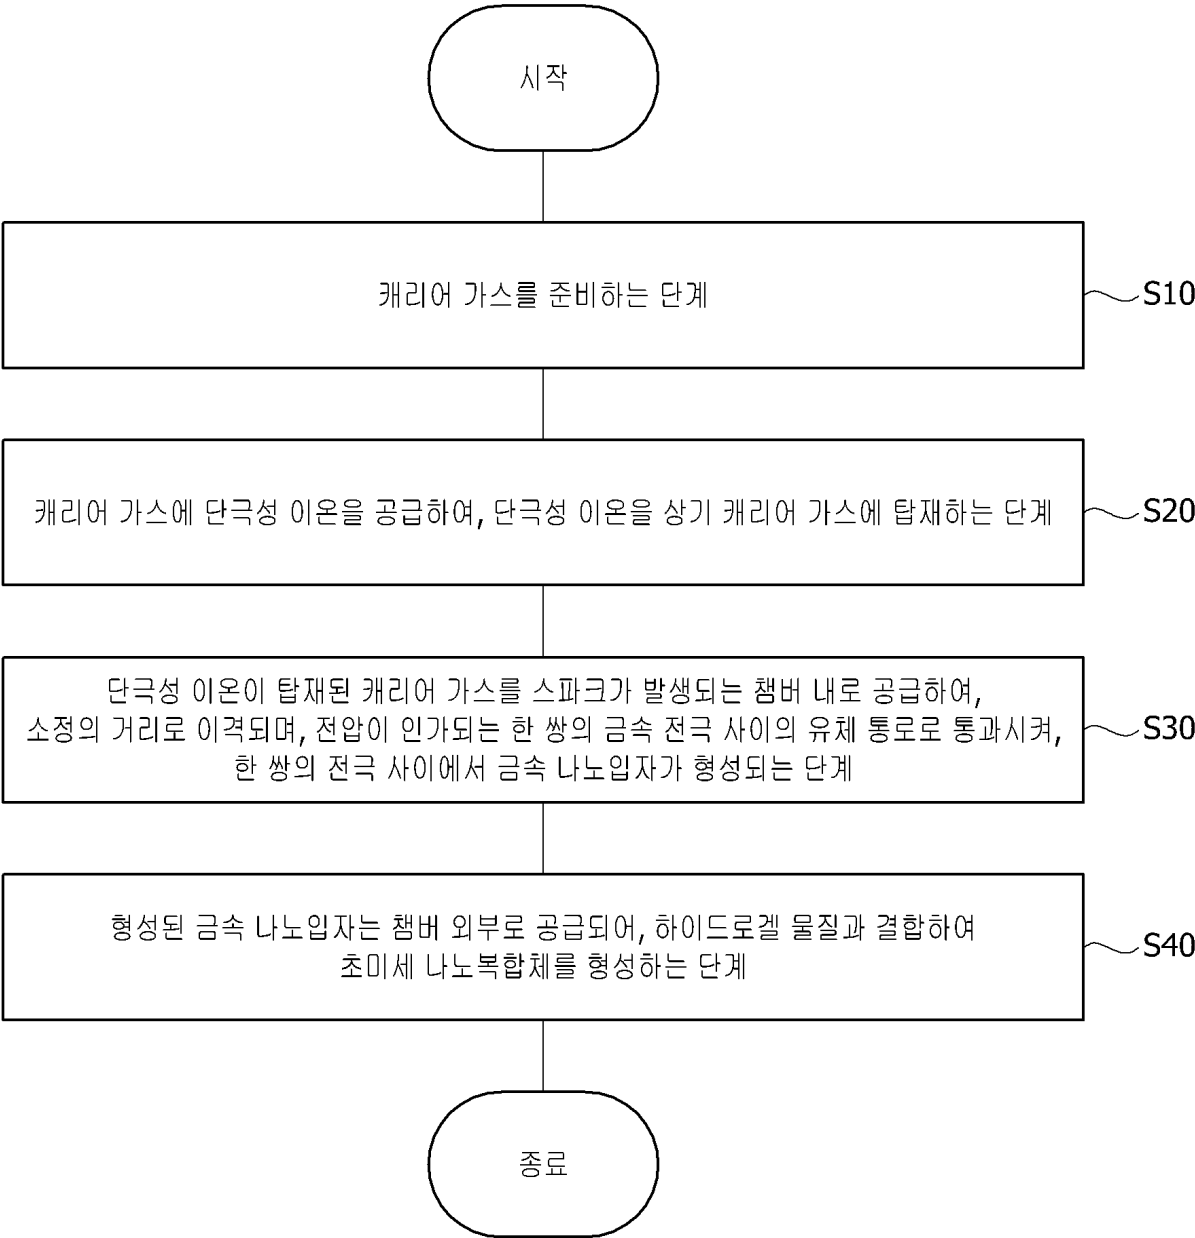 시작
캐리어 가스를 준비하는 단계
S10
캐리어 가스에 단극성 이온을 공급하여, 단극성 이온을 상기 캐리어 가스에 탑재하는 단계
S20
단극성 이온이 탑재된 캐리어 가스를 스파크가 발생되는 챔버 내로 공급하여,
소정의 거리로 이격되며, 전압이 인가되는 한 쌍의 금속 전극 사이의 유체 통로로 통과시켜,
한 쌍의 전극 사이에서 금속 나노입자가 형성되는 단계
S30
형성된 금속 나노입자는 챔버 외부로 공급되어, 하이드로겔 물질과 결합하여
초미세 나노복합체를 형성하는 단계
S40
종료